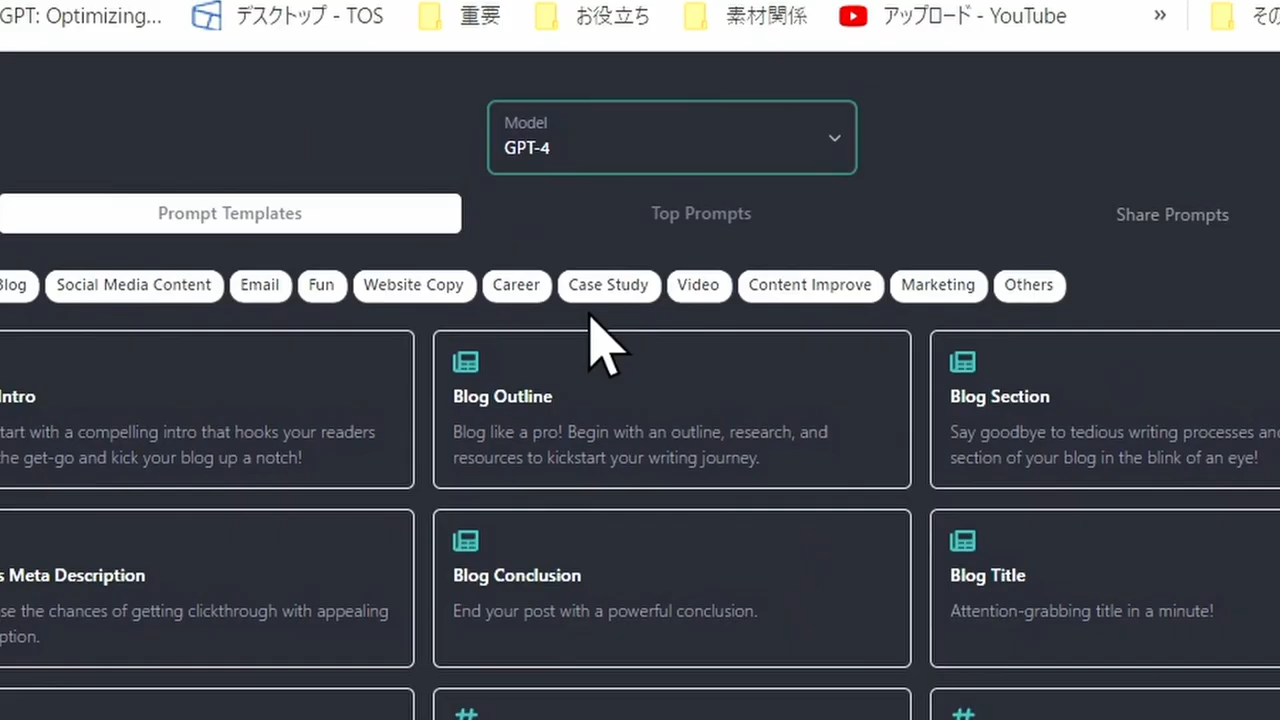 GPT: Optimizing... デスクトップ - TOS 重要 お役立ち 素材関係 アップロード - YouTube » その
Model
GPT-4
Prompt Templates Top Prompts Share Prompts
Blog Social Media Content Email Fun Website Copy Career Case Study Video Content Improve Marketing Others
Intro
tart with a compelling intro that hooks your readers
he get-go and kick your blog up a notch!
Blog Outline
Blog like a pro! Begin with an outline, research, and
resources to kickstart your writing journey.
Blog Section
Say goodbye to tedious writing processes and
section of your blog in the blink of an eye!
s Meta Description
se the chances of getting clickthrough with appealing
ption.
Blog Conclusion
End your post with a powerful conclusion.
Blog Title
Attention-grabbing title in a minute!